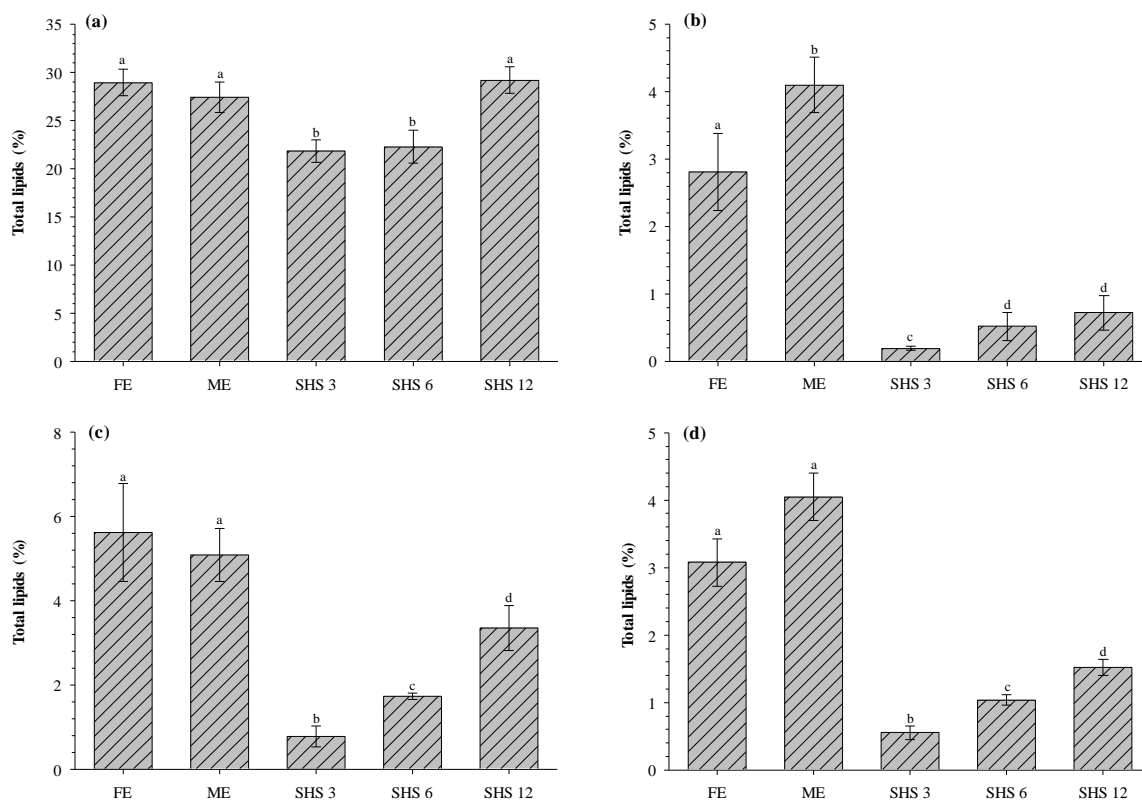 (a)
Total lipids (%)
35
30
25
20
15
10
5
0
a
a
b
b
a
FE
ME
SHS 3
SHS 6
SHS 12
(b)
Total lipids (%)
5
4
3
2
1
0
a
b
c
d
d
FE
ME
SHS 3
SHS 6
SHS 12
(c)
Total lipids (%)
8
6
4
2
0
a
a
b
c
d
FE
ME
SHS 3
SHS 6
SHS 12
(d)
Total lipids (%)
5
4
3
2
1
0
a
a
b
c
d
FE
ME
SHS 3
SHS 6
SHS 12